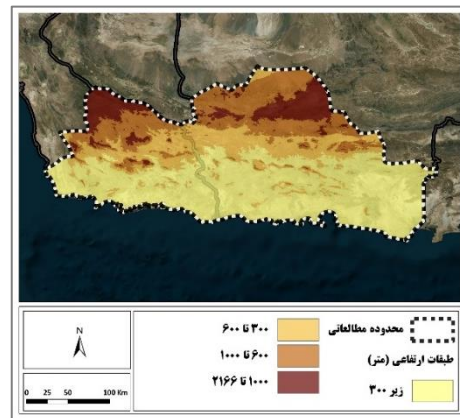 محدوده مطالعاتی
طبقات ارتفاعی (متر)
زیر ۳۰۰
۳۰۰ تا ۶۰۰
۶۰۰ تا ۱۰۰۰
۱۰۰۰ تا ۲۱۶۶
N
0 25 50 100 Km